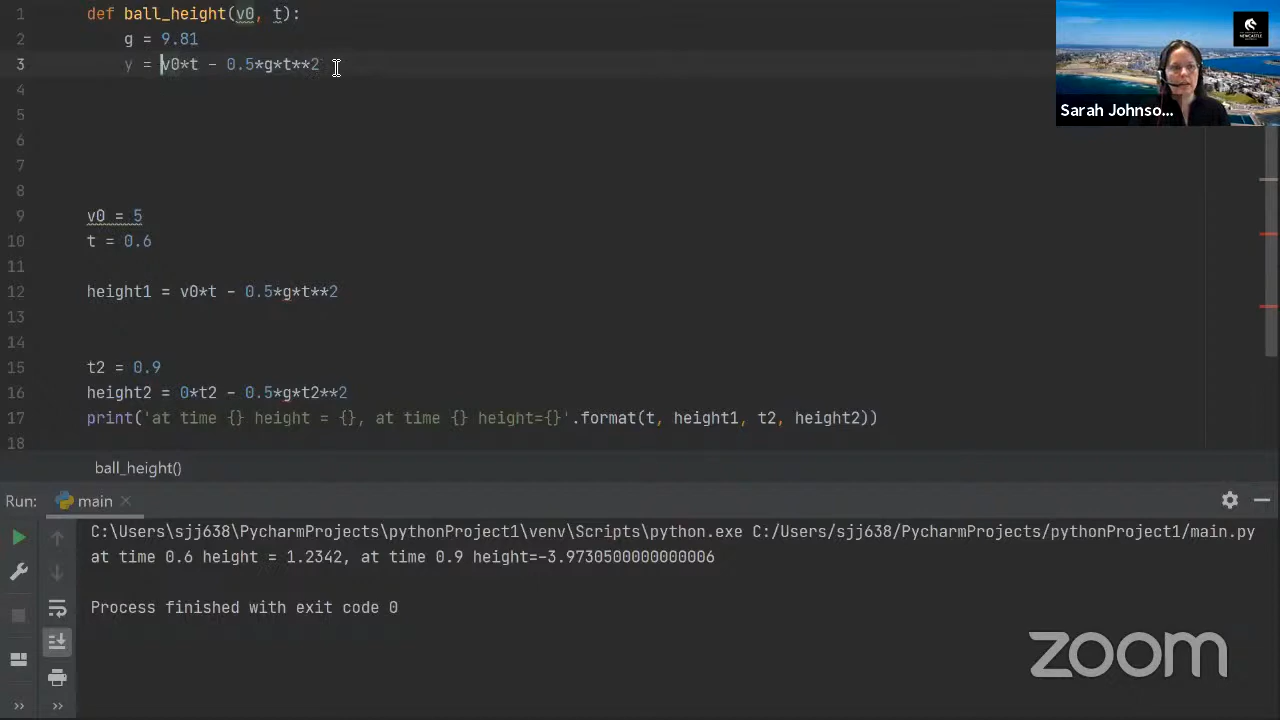 1 def ball_height(v0, t):
2 g = 9.81
3 y = v0*t - 0.5*g*t**2
4
5
6
7
8
9 v0 = 5
10 t = 0.6
11
12 height1 = v0*t - 0.5*g*t**2
13
14
15 t2 = 0.9
16 height2 = 0*t2 - 0.5*g*t2**2
17 print('at time {} height = {}, at time {} height={}'.format(t, height1, t2, height2))
18
Sarah Johnso...
ball_height()
Run: main
C:\Users\sjj638\PycharmProjects\pythonProject1\venv\Scripts\python.exe C:/Users/sjj638/PycharmProjects/pythonProject1/main.py
at time 0.6 height = 1.2342, at time 0.9 height=-3.9730500000000006
Process finished with exit code 0
zoom